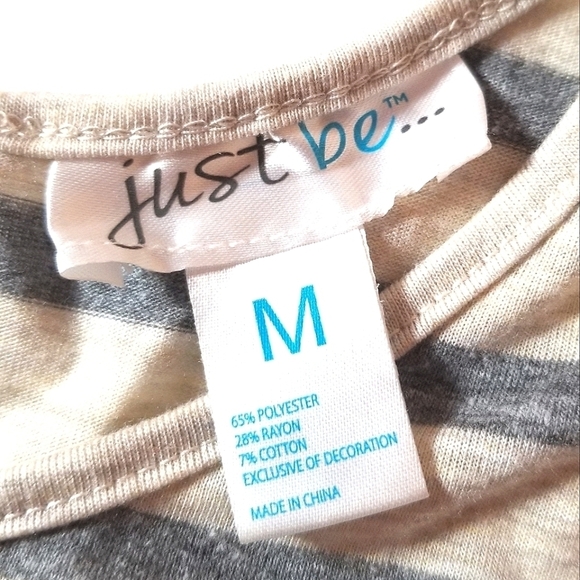 just be™...
M
65% POLYESTER
28% RAYON
7% COTTON
EXCLUSIVE OF DECORATION
MADE IN CHINA